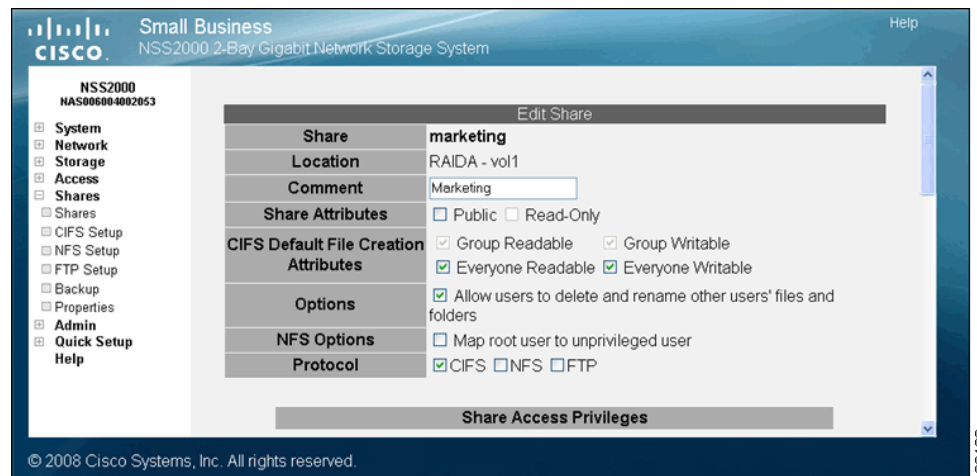 CISCO
Small Business
NSS2000 2-Bay Gigabit Network Storage System
Help
NSS2000
NAS006004002053
System
Network
Storage
Access
Shares
Shares
CIFS Setup
NFS Setup
FTP Setup
Backup
Properties
Admin
Quick Setup
Help
Edit Share
Share marketing
Location RAIDA - vol1
Comment Marketing
Share Attributes Public Read-Only
CIFS Default File Creation Attributes Group Readable Group Writable
Everyone Readable Everyone Writable
Options Allow users to delete and rename other users' files and
folders
NFS Options Map root user to unprivileged user
Protocol CIFS NFS FTP
Share Access Privileges
© 2008 Cisco Systems, Inc. All rights reserved.